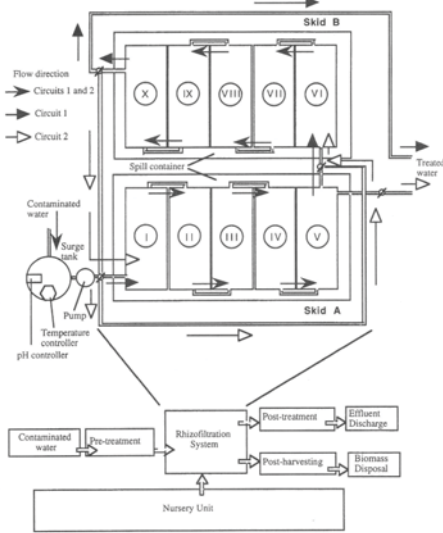 Skid B
Flow direction
Circuits 1 and 2
Circuit 1
Circuit 2
X
IX
VIII
VII
VI
Spill container
Treated
water
Contaminated
water
Surge
tank
I
II
III
IV
V
Pump
Temperature
controller
pH controller
Skid A
Contaminated
water
Pre-treatment
Rhizofiltration
System
Post-treatment
Effluent
Discharge
Post-harvesting
Biomass
Disposal
Nursery Unit